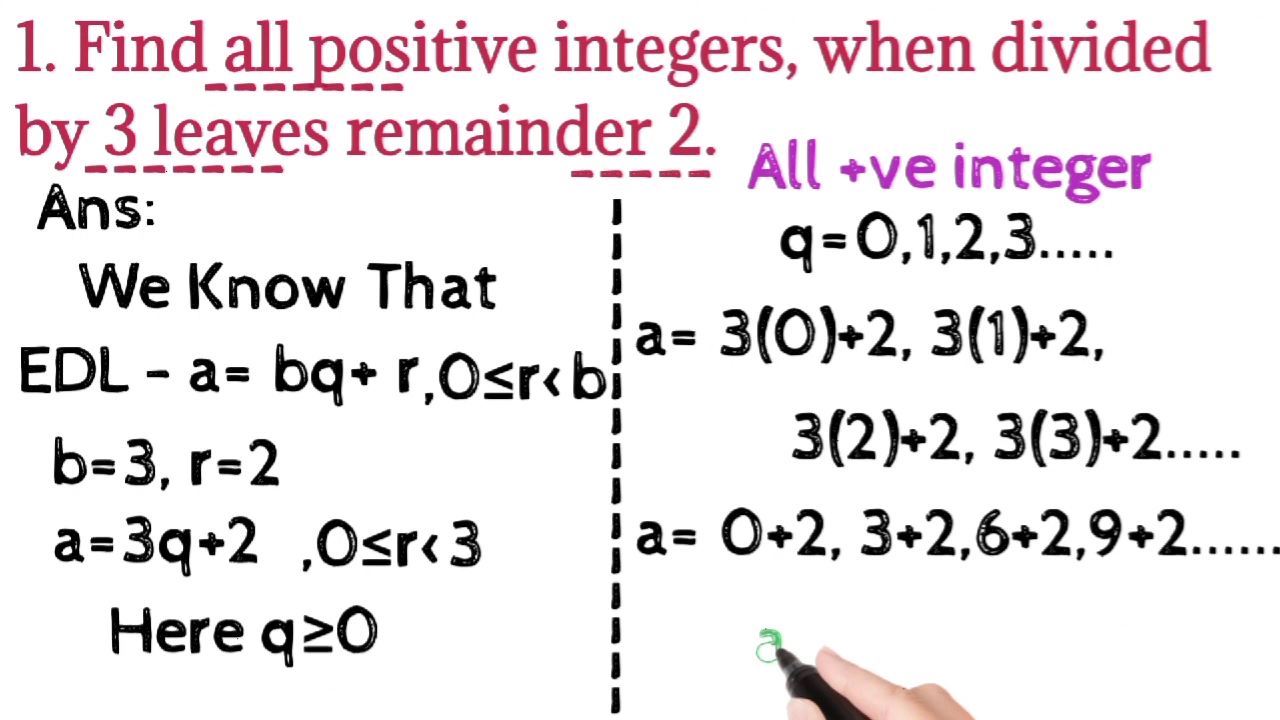 1. Find all positive integers, when divided
by 3 leaves remainder 2.
Ans:
We Know That
EDL - a= bq+ r,0≤r<b
b=3, r=2
a=3q+2 ,0≤r<3
Here q≥0
All +ve integer
q=0,1,2,3.....
a= 3(0)+2, 3(1)+2,
3(2)+2, 3(3)+2.....
a= 0+2, 3+2,6+2,9+2......
a